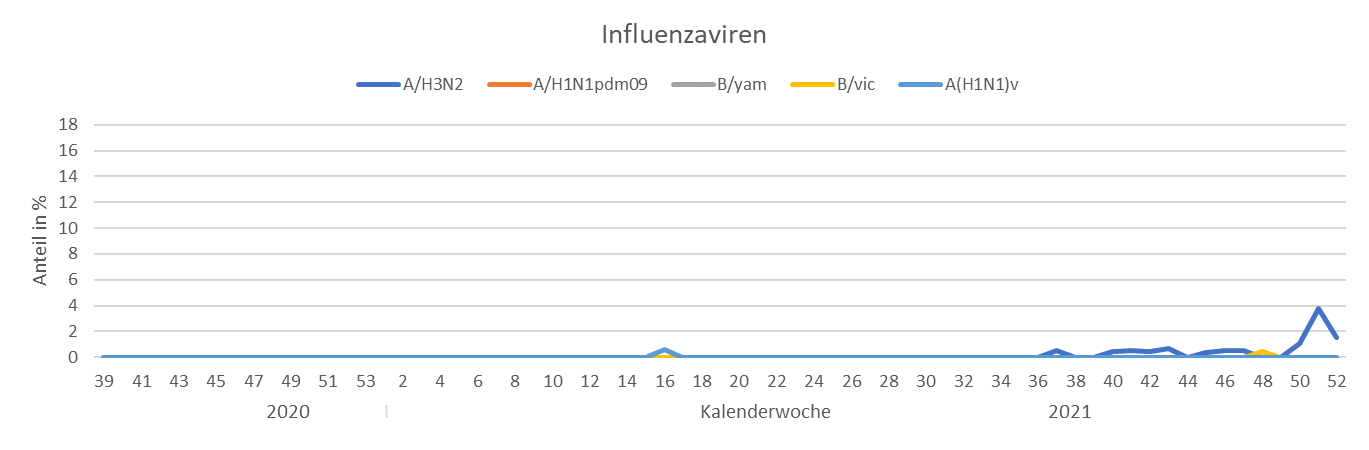 Influenzaviren
A/H3N2 A/H1N1pdm09 B/yam B/vic A(H1N1)v
Anteil in %
18
16
14
12
10
8
6
4
2
0
39 41 43 45 47 49 51 53 2 4 6 8 10 12 14 16 18 20 22 24 26 28 30 32 34 36 38 40 42 44 46 48 50 52
2020 Kalenderwoche 2021